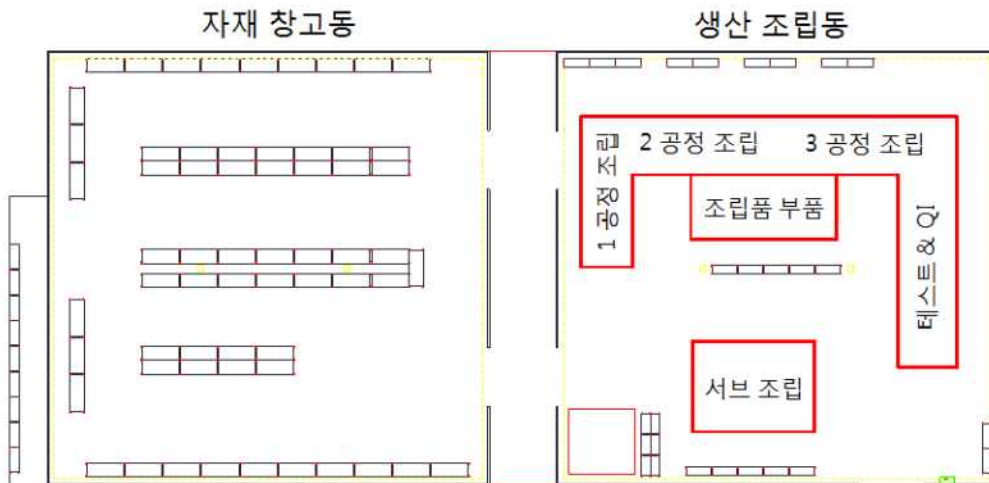 자재 창고동
생산 조립동
1 공정 조립
2 공정 조립
3 공정 조립
조립품 부품
테스트 & QI
서브 조립